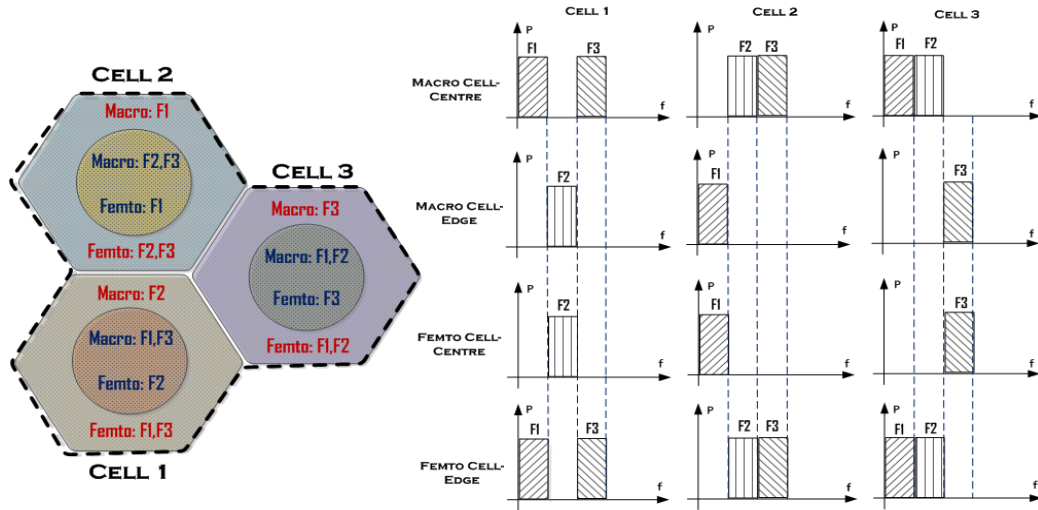 CELL 2
Macro: F1
Macro: F2,F3
Femto: F1
Femto: F2,F3
CELL 3
Macro: F3
Macro: F1,F2
Femto: F3
Femto: F1,F2
Macro: F2
Macro: F1,F3
Femto: F2
Femto: F1,F3
CELL 1
CELL 1
CELL 2
CELL 3
MACRO CELL-
CENTRE
P
F1
F3
f
P
F2
F3
f
P
F1
F2
f
MACRO CELL-
EDGE
P
F2
f
P
F1
f
P
F3
f
FEMTO CELL-
CENTRE
P
F2
f
P
F1
f
P
F3
f
FEMTO CELL-
EDGE
P
F1
F3
f
P
F2
F3
f
P
F1
F2
f